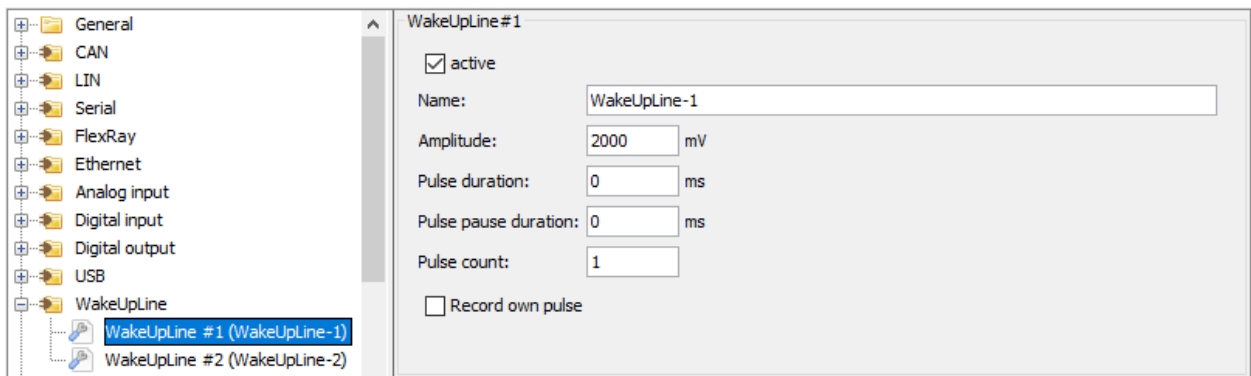 General
CAN
LIN
Serial
FlexRay
Ethernet
Analog input
Digital input
Digital output
USB
WakeUpLine
WakeUpLine #1 (WakeUpLine-1)
WakeUpLine #2 (WakeUpLine-2)
WakeUpLine#1
active
Name: WakeUpLine-1
Amplitude: 2000 mV
Pulse duration: 0 ms
Pulse pause duration: 0 ms
Pulse count: 1
Record own pulse